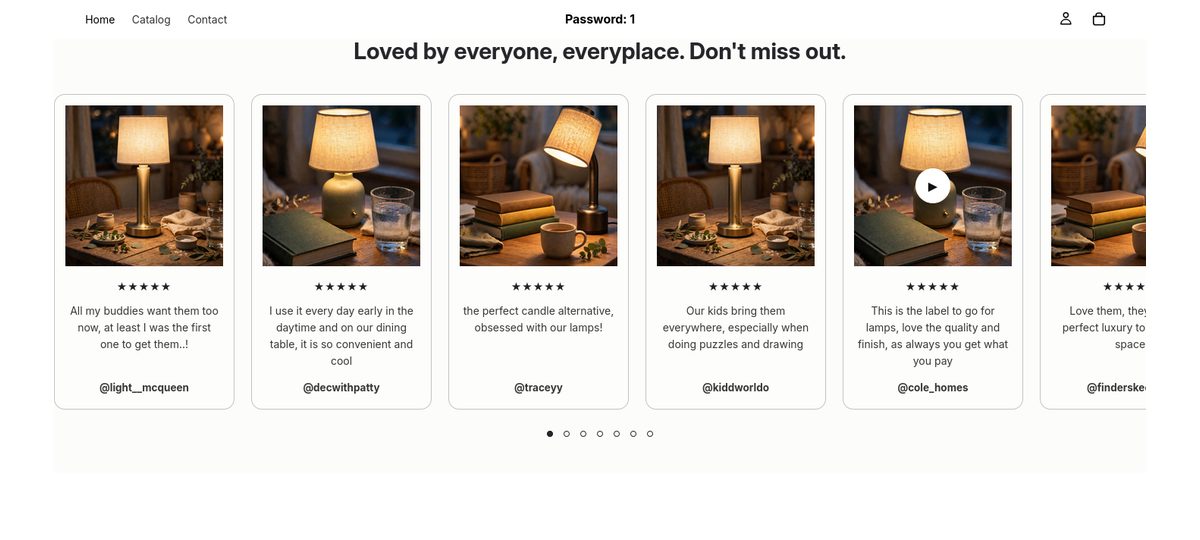 Home Catalog Contact
Password: 1
Loved by everyone, everyplace. Don't miss out.
★★★★★
All my buddies want them too
now, at least I was the first
one to get them..!
@light__mcqueen
★★★★★
I use it every day early in the
daytime and on our dining
table, it is so convenient and
cool
@decwithpatty
★★★★★
the perfect candle alternative,
obsessed with our lamps!
@traceyy
★★★★★
Our kids bring them
everywhere, especially when
doing puzzles and drawing
@kiddworldo
★★★★★
This is the label to go for
lamps, love the quality and
finish, as always you get what
you pay
@cole_homes
★★★★
Love them, they
perfect luxury to
space